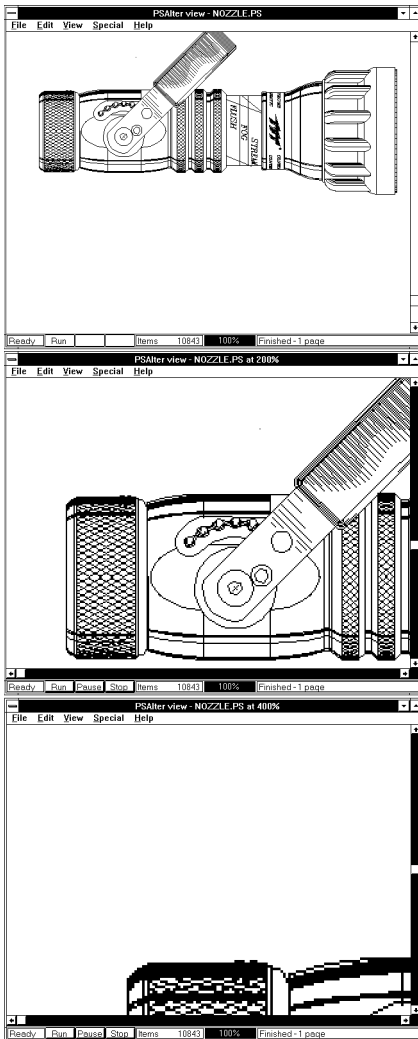 PSAlter view - NOZZLE.PS
File Edit View Special Help
FLUSH
FOG
STREAM
Ready Run Items 10843 100% Finished - 1 page
PSAlter view - NOZZLE.PS at 200%
File Edit View Special Help
Ready Run Pause Stop Items 10843 100% Finished - 1 page
PSAlter view - NOZZLE.PS at 400%
File Edit View Special Help
Ready Run Pause Stop Items 10843 100% Finished - 1 page